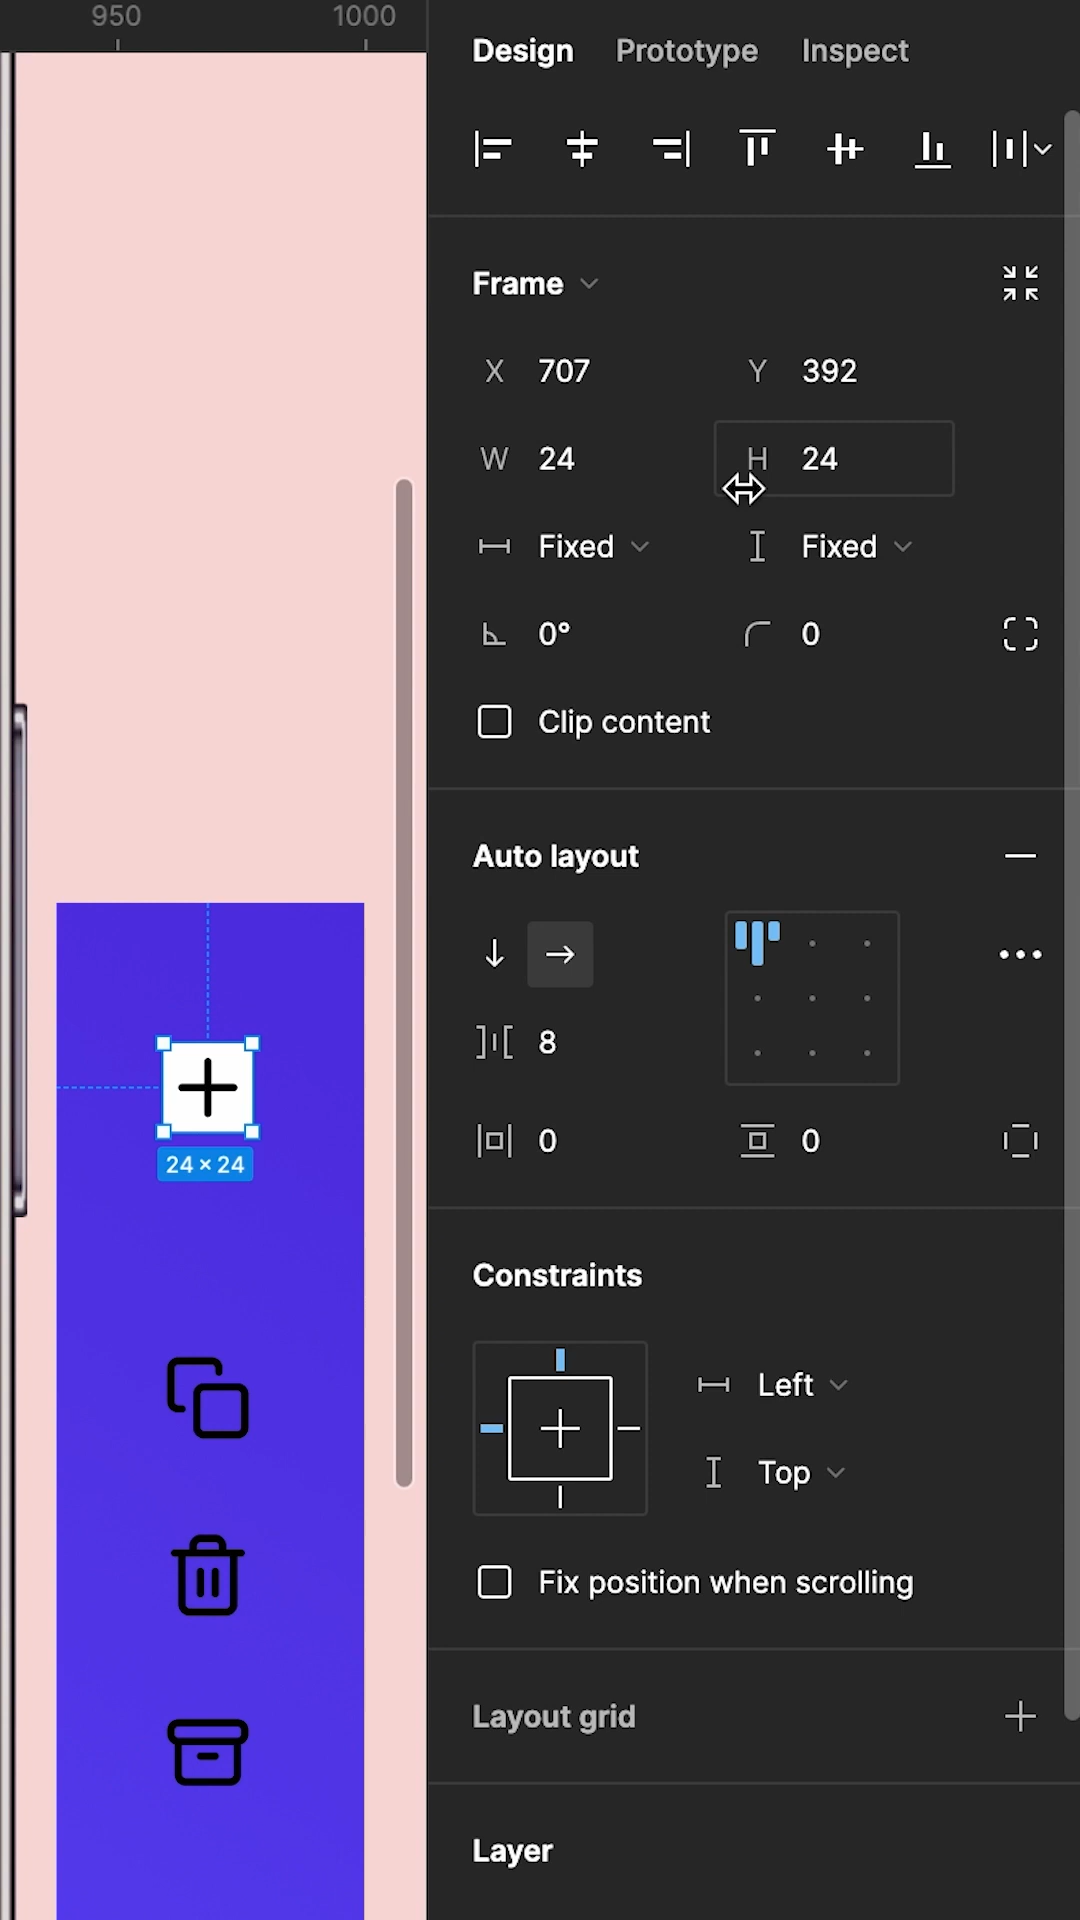 950 1000
Design Prototype Inspect
Frame
X 707 Y 392
W 24 H 24
Fixed Fixed
0° 0
Clip content
Auto layout
8
24 × 24
0 0
Constraints
Left
Top
Fix position when scrolling
Layout grid
Layer